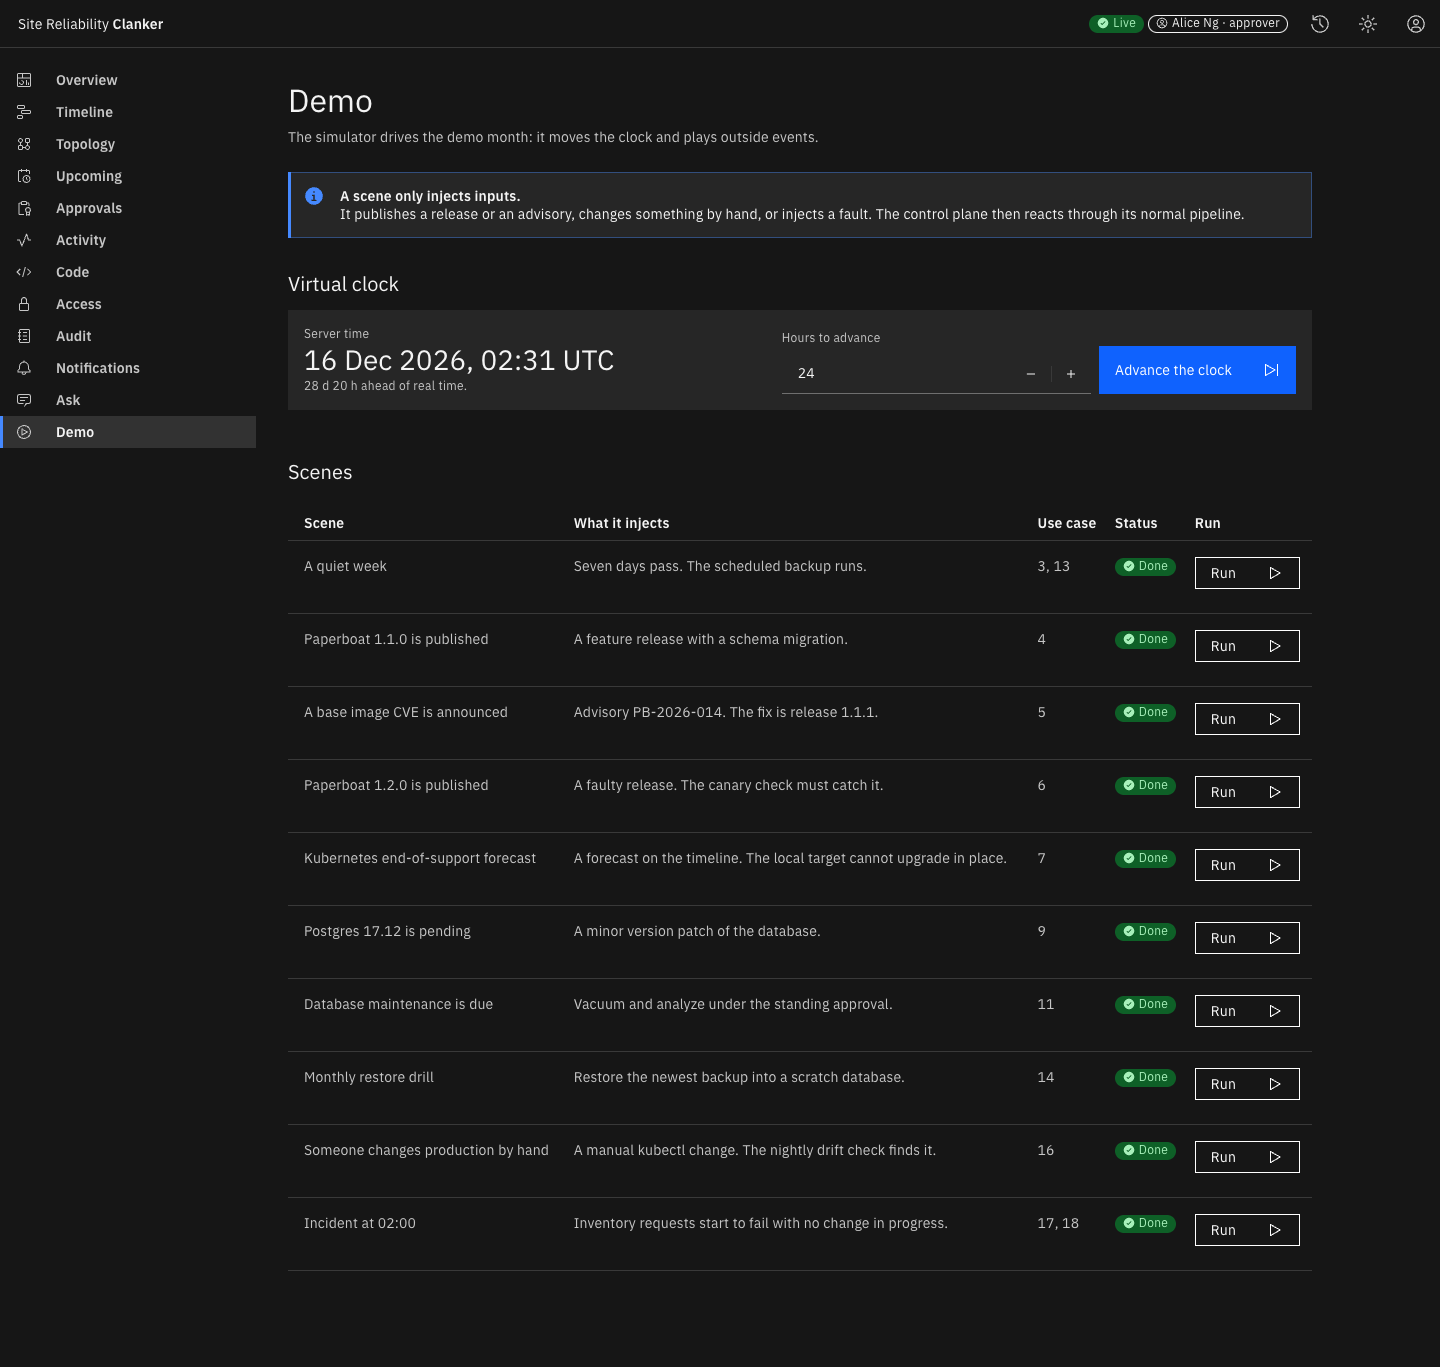 Site Reliability Clanker
Live
Alice Ng · approver
Overview
Timeline
Topology
Upcoming
Approvals
Activity
Code
Access
Audit
Notifications
Ask
Demo
Demo
The simulator drives the demo month: it moves the clock and plays outside events.
A scene only injects inputs.
It publishes a release or an advisory, changes something by hand, or injects a fault. The control plane then reacts through its normal pipeline.
Virtual clock
Server time
16 Dec 2026, 02:31 UTC
28 d 20 h ahead of real time.
Hours to advance
24
Advance the clock
Scenes
Scene What it injects Use case Status Run
A quiet week Seven days pass. The scheduled backup runs. 3, 13 Done Run
Paperboat 1.1.0 is published A feature release with a schema migration. 4 Done Run
A base image CVE is announced Advisory PB-2026-014. The fix is release 1.1.1. 5 Done Run
Paperboat 1.2.0 is published A faulty release. The canary check must catch it. 6 Done Run
Kubernetes end-of-support forecast A forecast on the timeline. The local target cannot upgrade in place. 7 Done Run
Postgres 17.12 is pending A minor version patch of the database. 9 Done Run
Database maintenance is due Vacuum and analyze under the standing approval. 11 Done Run
Monthly restore drill Restore the newest backup into a scratch database. 14 Done Run
Someone changes production by hand A manual kubectl change. The nightly drift check finds it. 16 Done Run
Incident at 02:00 Inventory requests start to fail with no change in progress. 17, 18 Done Run